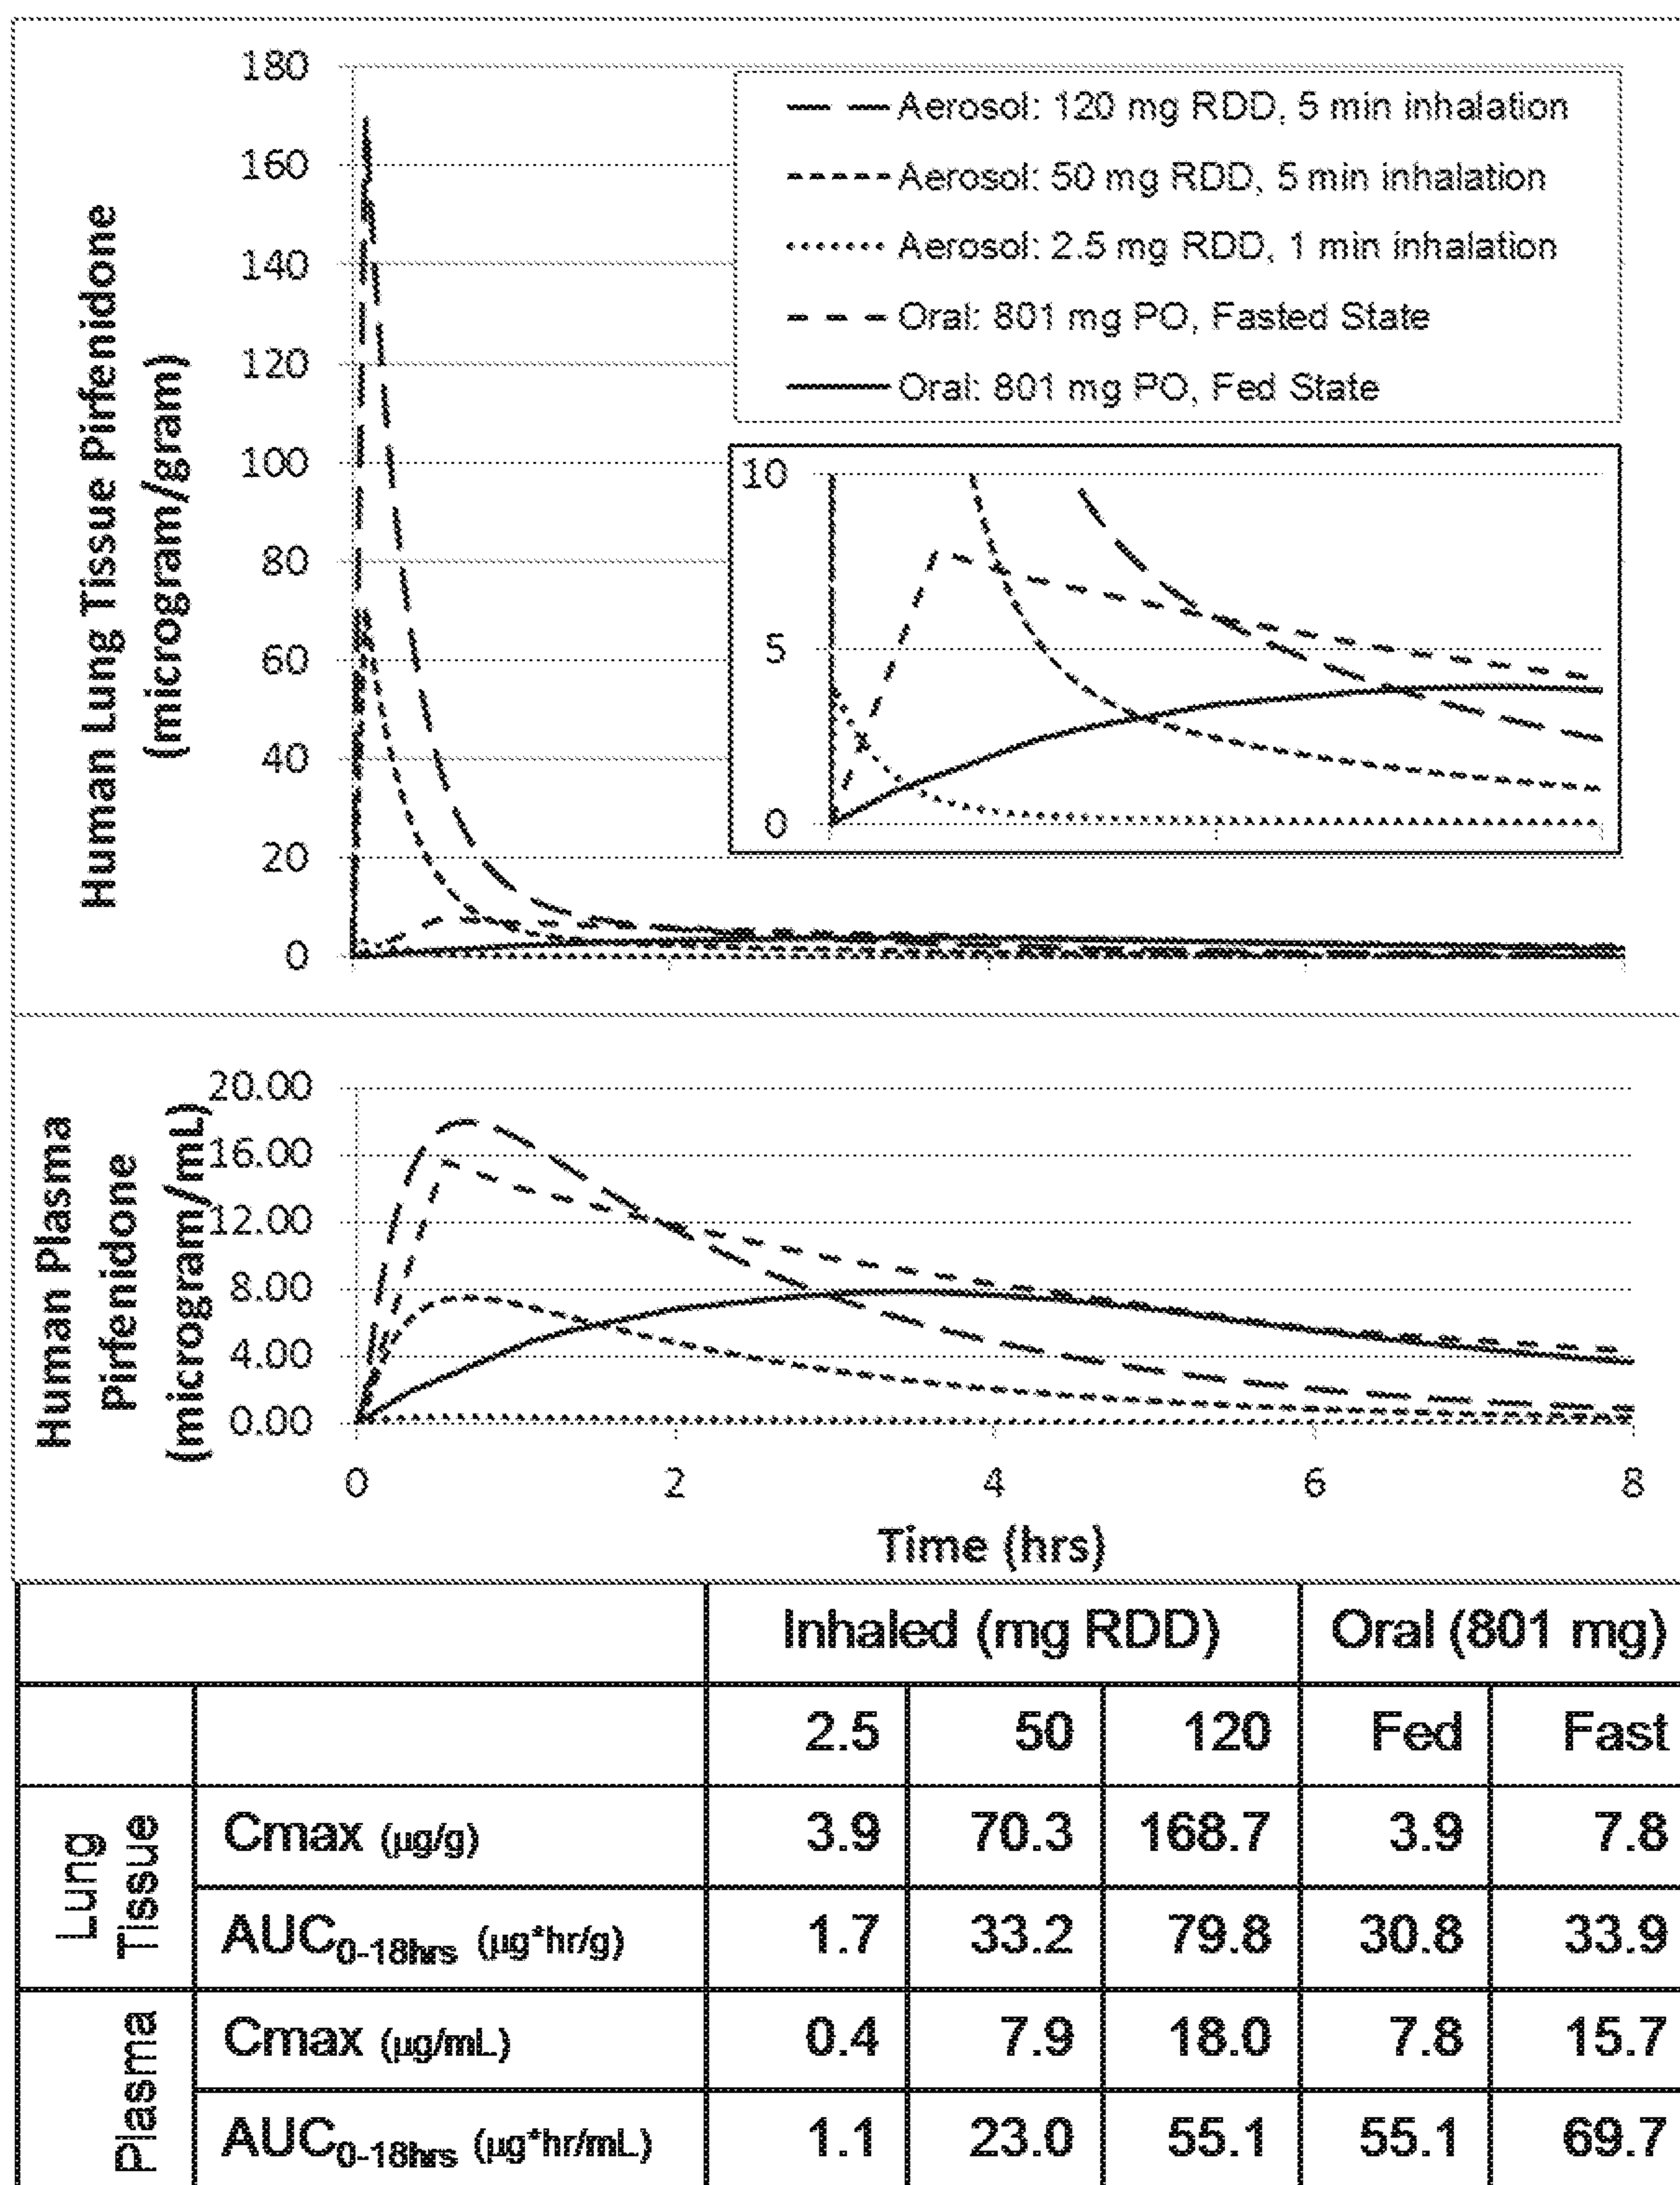 Human Lung Tissue Pirfenidone
(microgram/gram)
180
160
140
120
100
80
60
40
20
0
Aerosol: 120 mg RDD, 5 min inhalation
Aerosol: 50 mg RDD, 5 min inhalation
Aerosol: 2.5 mg RDD, 1 min inhalation
Oral: 801 mg PO, Fasted State
Oral: 801 mg PO, Fed State
10
5
0
Human Plasma
Pirfenidone
(microgram/mL)
20.00
16.00
12.00
8.00
4.00
0.00
0 2 4 6 8
Time (hrs)
Inhaled (mg RDD) Oral (801 mg)
2.5 50 120 Fed Fast
Lung
Tissue
Cmax (µg/g) 3.9 70.3 168.7 3.9 7.8
AUC0-18hrs (µg*hr/g) 1.7 33.2 79.8 30.8 33.9
Plasma
Cmax (µg/mL) 0.4 7.9 18.0 7.8 15.7
AUC0-18hrs (µg*hr/mL) 1.1 23.0 55.1 55.1 69.7